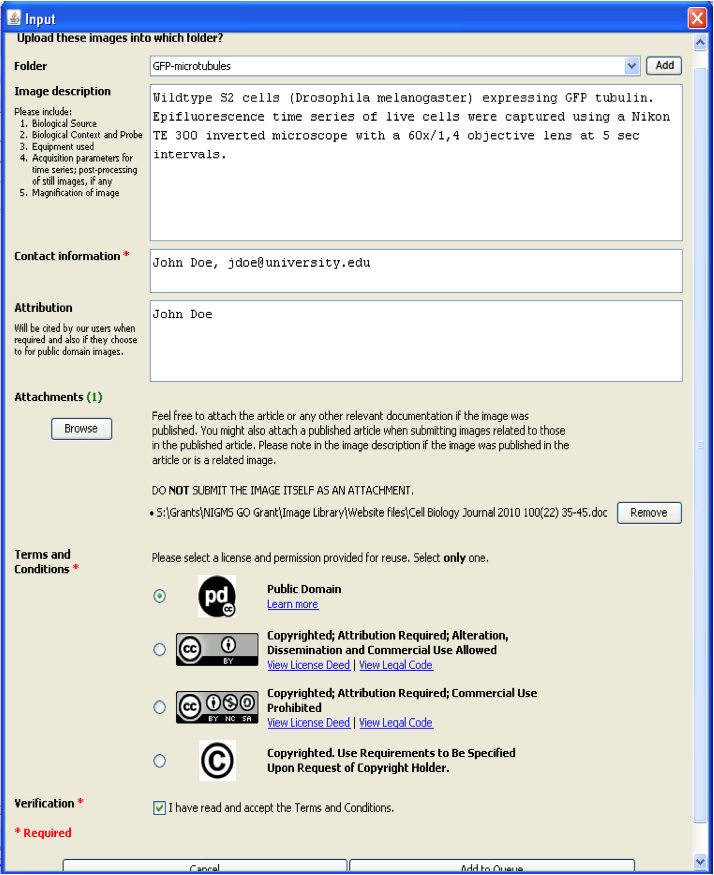 Input
Upload these images into which folder?
Folder
GFP-microtubules
Add
Image description
Please include:
1. Biological Source
2. Biological Context and Probe
3. Equipment used
4. Acquisition parameters for
time series; post-processing
of still images, if any
5. Magnification of image
Wildtype S2 cells (Drosophila melanogaster) expressing GFP tubulin.
Epifluorescence time series of live cells were captured using a Nikon
TE 300 inverted microscope with a 60x/1,4 objective lens at 5 sec
intervals.
Contact information *
John Doe, jdoe@university.edu
Attribution
Will be cited by our users when
required and also if they choose
to for public domain images.
John Doe
Attachments (1)
Browse
Feel free to attach the article or any other relevant documentation if the image was
published. You might also attach a published article when submitting images related to those
in the published article. Please note in the image description if the image was published in the
article or is a related image.
DO NOT SUBMIT THE IMAGE ITSELF AS AN ATTACHMENT.
• S:\Grants\NIGMS GO Grant\Image Library\Website files\Cell Biology Journal 2010 100(22) 35-45.doc
Remove
Terms and
Conditions *
Please select a license and permission provided for reuse. Select only one.
pd
cc
Public Domain
Learn more
cc
BY
Copyrighted; Attribution Required; Alteration,
Dissemination and Commercial Use Allowed
View License Deed | View Legal Code
cc
BY NC SA
Copyrighted; Attribution Required; Commercial Use
Prohibited
View License Deed | View Legal Code
©
Copyrighted. Use Requirements to Be Specified
Upon Request of Copyright Holder.
Verification *
I have read and accept the Terms and Conditions.
* Required
Cancel
Add to Queue